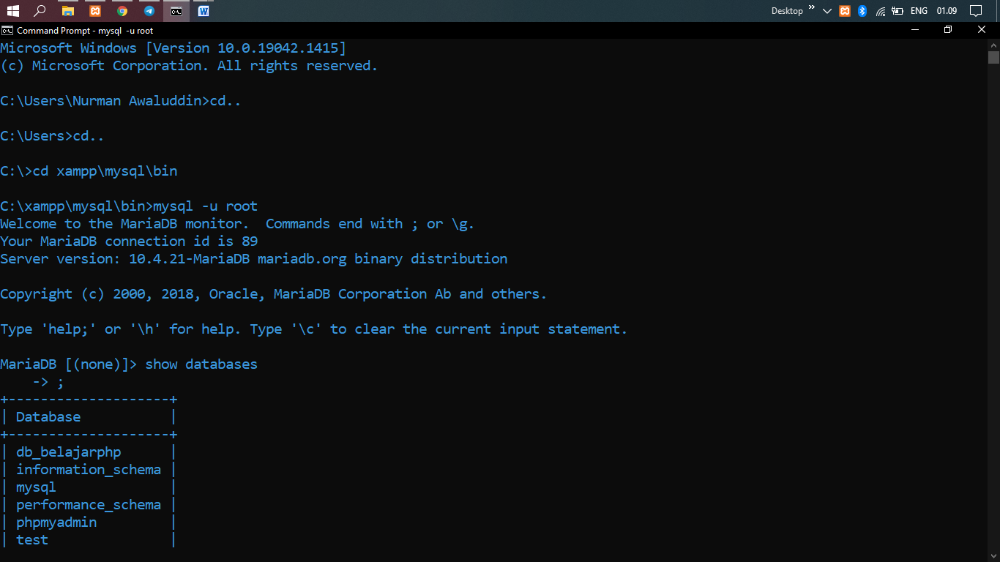 Desktop » ENG 01.09
Command Prompt - mysql  -u root
Microsoft Windows [Version 10.0.19042.1415]
(c) Microsoft Corporation. All rights reserved.
C:\Users\Nurman Awaluddin>cd..
C:\Users>cd..
C:\>cd xampp\mysql\bin
C:\xampp\mysql\bin>mysql -u root
Welcome to the MariaDB monitor.  Commands end with ; or \g.
Your MariaDB connection id is 89
Server version: 10.4.21-MariaDB mariadb.org binary distribution
Copyright (c) 2000, 2018, Oracle, MariaDB Corporation Ab and others.
Type 'help;' or '\h' for help. Type '\c' to clear the current input statement.
MariaDB [(none)]> show databases
    -> ;
+--------------------+
| Database           |
+--------------------+
| db_belajarphp      |
| information_schema |
| mysql              |
| performance_schema |
| phpmyadmin         |
| test               |